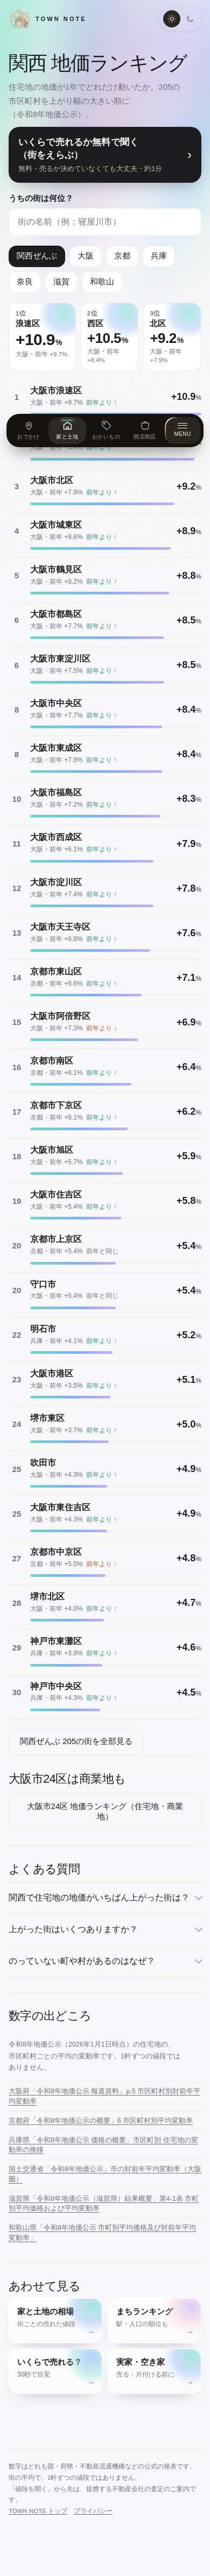 TOWN NOTE
関西 地価ランキング
住宅地の価格が1年でどれだけ動いたか。205の
市区町村を上がり幅の大きい順に
（令和8年地価公示）。
いくらで売れるか無料で聞く
（街をえらぶ）
無料・売るか決めていなくても大丈夫・約1分
›
うちの街は何位？
街の名前（例：寝屋川市）
関西ぜんぶ
大阪
京都
兵庫
奈良
滋賀
和歌山
1位
浪速区
+10.9%
大阪・前年 +9.7%
2位
西区
+10.5%
大阪・前年
+8.4%
3位
北区
+9.2%
大阪・前年
+7.9%
1
大阪市浪速区
大阪・前年 +9.7% 前年より ↑
+10.9%
おでかけ
家と土地
おかいもの
開店閉店
MENU
3
大阪市北区
大阪・前年 +7.9% 前年より ↑
+9.2%
4
大阪市城東区
大阪・前年 +8.6% 前年より ↑
+8.9%
5
大阪市鶴見区
大阪・前年 +8.2% 前年より ↑
+8.8%
6
大阪市都島区
大阪・前年 +7.7% 前年より ↑
+8.5%
6
大阪市東淀川区
大阪・前年 +7.5% 前年より ↑
+8.5%
8
大阪市中央区
大阪・前年 +7.7% 前年より ↑
+8.4%
8
大阪市東成区
大阪・前年 +7.9% 前年より ↑
+8.4%
10
大阪市福島区
大阪・前年 +7.2% 前年より ↑
+8.3%
11
大阪市西成区
大阪・前年 +6.1% 前年より ↑
+7.9%
12
大阪市淀川区
大阪・前年 +7.4% 前年より ↑
+7.8%
13
大阪市天王寺区
大阪・前年 +6.8% 前年より ↑
+7.6%
14
京都市東山区
京都・前年 +6.6% 前年より ↑
+7.1%
15
大阪市阿倍野区
大阪・前年 +7.3% 前年より ↓
+6.9%
16
京都市南区
京都・前年 +6.1% 前年より ↑
+6.4%
17
京都市下京区
京都・前年 +6.1% 前年より ↑
+6.2%
18
大阪市旭区
大阪・前年 +5.7% 前年より ↑
+5.9%
19
大阪市住吉区
大阪・前年 +5.4% 前年より ↑
+5.8%
20
京都市上京区
京都・前年 +5.4% 前年と同じ
+5.4%
20
守口市
大阪・前年 +5.4% 前年と同じ
+5.4%
22
明石市
兵庫・前年 +4.1% 前年より ↑
+5.2%
23
大阪市港区
大阪・前年 +3.5% 前年より ↑
+5.1%
24
堺市東区
大阪・前年 +3.7% 前年より ↑
+5.0%
25
吹田市
大阪・前年 +4.3% 前年より ↑
+4.9%
25
大阪市東住吉区
大阪・前年 +4.3% 前年より ↑
+4.9%
27
京都市中京区
京都・前年 +5.0% 前年より ↓
+4.8%
28
堺市北区
大阪・前年 +4.0% 前年より ↑
+4.7%
29
神戸市東灘区
兵庫・前年 +3.9% 前年より ↑
+4.6%
30
神戸市中央区
兵庫・前年 +4.3% 前年より ↑
+4.5%
関西ぜんぶ 205の街を全部見る
大阪市24区は商業地も
大阪市24区 地価ランキング（住宅地・商業
地）
よくある質問
関西で住宅地の地価がいちばん上がった街は？
上がった街はいくつありますか？
のっていない町や村があるのはなぜ？
数字の出どころ
令和8年地価公示（2026年1月1日時点）の住宅地の、
市区町村ごとの平均の変動率です。1軒ずつの値段では
ありません。
大阪府「令和8年地価公示 報道資料」p.5 市区町村別対前年平
均変動率
京都府「令和8年地価公示の概要」6 市区町村別平均変動率
兵庫県「令和8年地価公示 価格の概要」市区町別 住宅地の変
動率の推移
国土交通省「令和8年地価公示」市の対前年平均変動率（大阪
圏）
滋賀県「令和8年地価公示（滋賀県）結果概要」第4-1表 市町
別平均価格および平均変動率
和歌山県「令和8年地価公示 市町別平均価格及び対前年平均
変動率」
あわせて見る
家と土地の相場
街ごとの売れた値段
→
まちランキング
駅・人口の順位も
→
いくらで売れる？
30秒で目安
→
実家・空き家
売る・片付ける前に
→
数字はどれも国・府県・不動産流通機構などの公式の発表です。
街の平均で、1軒ずつの値段ではありません。
「値段を聞く」から先は、提携する不動産会社の査定のご案内で
す。
TOWN NOTE トップ プライバシー